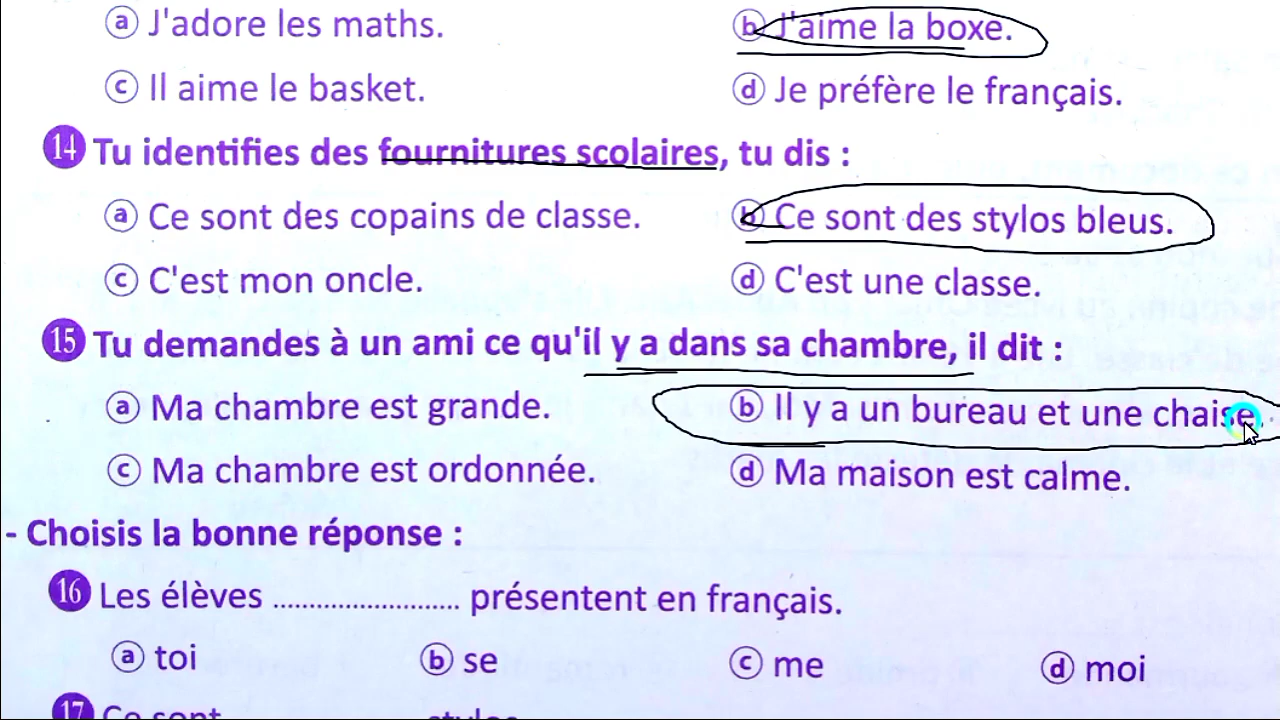 ⓐ J'adore les maths. ⓑ J'aime la boxe.
ⓒ Il aime le basket. ⓓ Je préfère le français.
14 Tu identifies des fournitures scolaires, tu dis :
ⓐ Ce sont des copains de classe. ⓑ Ce sont des stylos bleus.
ⓒ C'est mon oncle. ⓓ C'est une classe.
15 Tu demandes à un ami ce qu'il y a dans sa chambre, il dit :
ⓐ Ma chambre est grande. ⓑ Il y a un bureau et une chaise.
ⓒ Ma chambre est ordonnée. ⓓ Ma maison est calme.
- Choisis la bonne réponse :
16 Les élèves ......................... présentent en français.
ⓐ toi ⓑ se ⓒ me ⓓ moi
17 Ce sont stylos